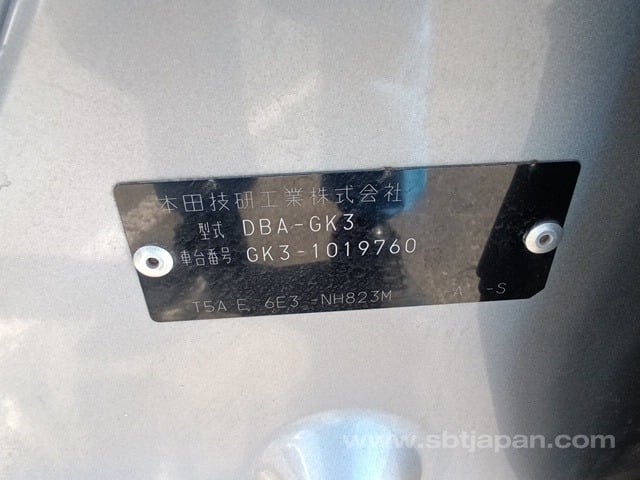 本田技研工業株式会社
型式 DBA-GK3
車台番号 GK3-1019760
T5A E 6E3 -NH823M A -S
www.sbtjapan.com